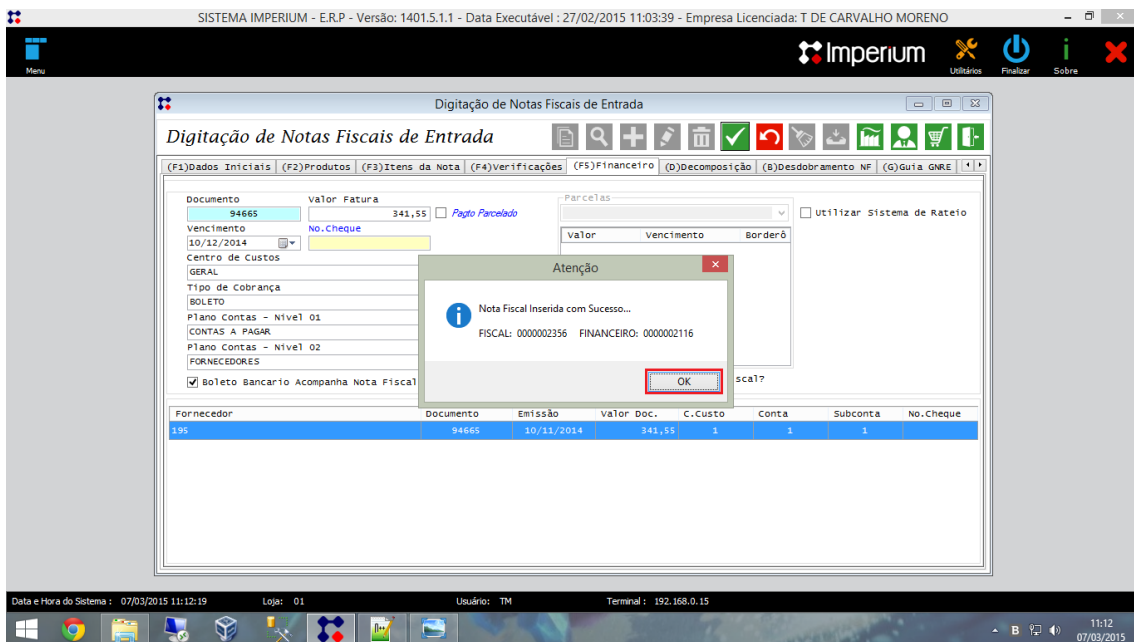 SISTEMA IMPERIUM - E.R.P - Versão: 1401.5.1.1 - Data Executável : 27/02/2015 11:03:39 - Empresa Licenciada: T DE CARVALHO MORENO
Menu
Imperium
Utilitários
Finalizar
Sobre
Digitação de Notas Fiscais de Entrada
Digitação de Notas Fiscais de Entrada
(F1)Dados Iniciais (F2)Produtos (F3)Itens da Nota (F4)Verificações (F5)Financeiro (D)Decomposição (B)Desdobramento NF (G)Guia GNRE
Documento Valor Fatura Parcelas
94665 341,55 Pagto Parcelado Utilizar Sistema de Rateio
Vencimento No.Cheque
10/12/2014
Valor Vencimento Borderô
Centro de Custos
GERAL
Tipo de Cobrança
BOLETO
Plano Contas - Nivel 01
CONTAS A PAGAR
Plano Contas - Nivel 02
FORNECEDORES
Boleto Bancario Acompanha Nota Fiscal
scal?
Atenção
Nota Fiscal Inserida com Sucesso...
FISCAL: 0000002356 FINANCEIRO: 0000002116
OK
Fornecedor Documento Emissão Valor Doc. C.Custo Conta Subconta No.Cheque
195 94665 10/11/2014 341,55 1 1 1
Data e Hora do Sistema : 07/03/2015 11:12:19 Loja: 01 Usuário: TM Terminal : 192.168.0.15
11:12
07/03/2015